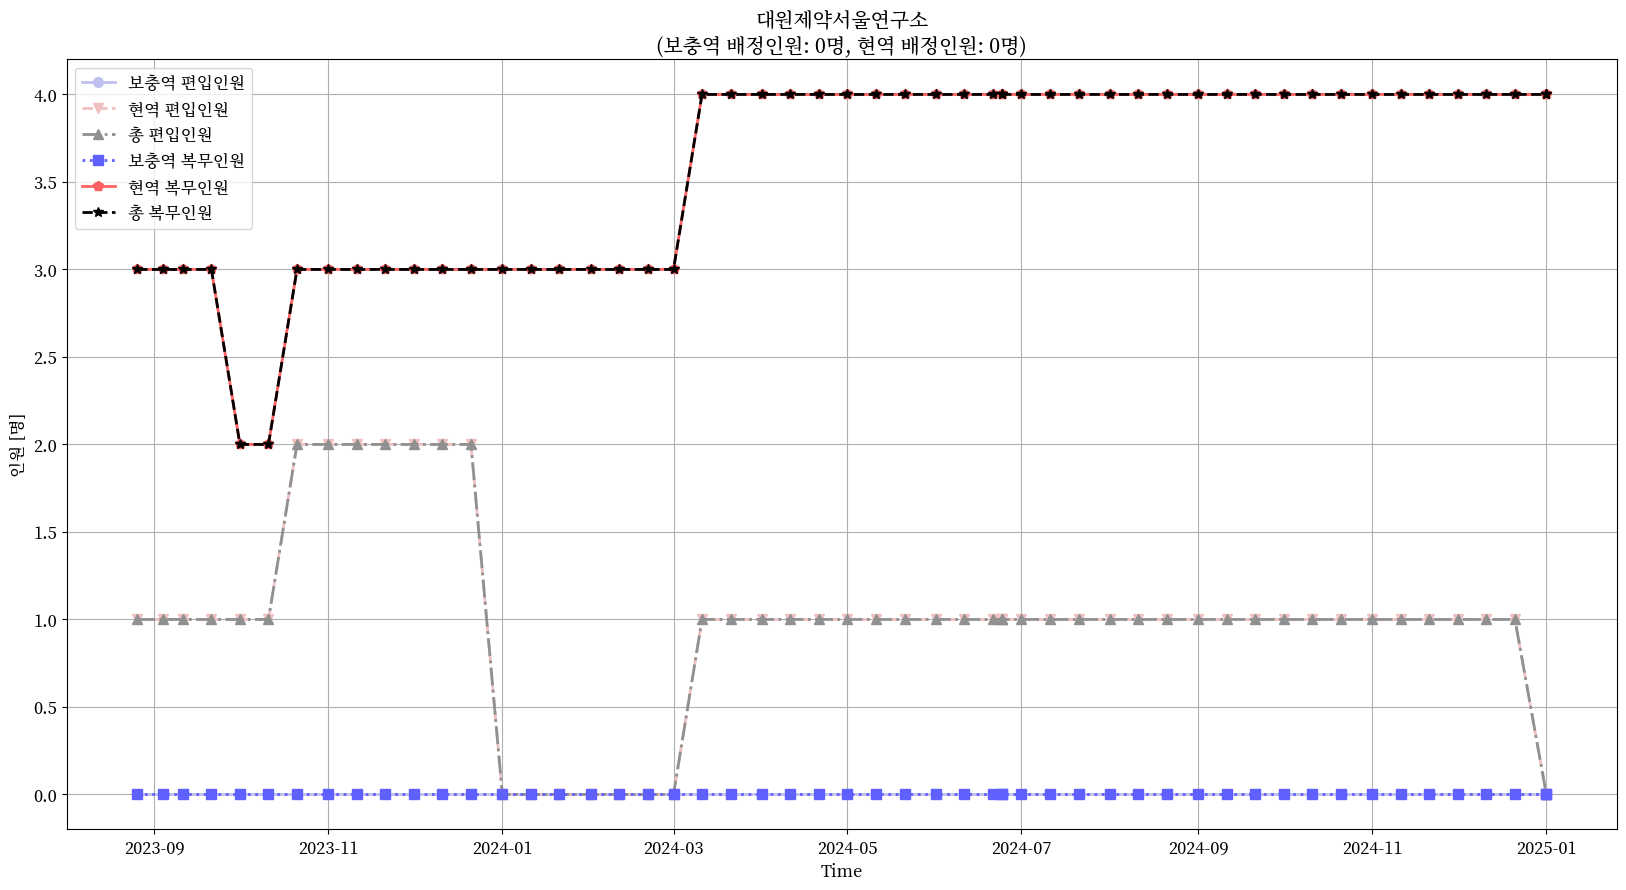 대원제약서울연구소
(보충역 배정인원: 0명, 현역 배정인원: 0명)
보충역 편입인원
현역 편입인원
총 편입인원
보충역 복무인원
현역 복무인원
총 복무인원
인원 [명]
4.0
3.5
3.0
2.5
2.0
1.5
1.0
0.5
0.0
2023-09
2023-11
2024-01
2024-03
2024-05
2024-07
2024-09
2024-11
2025-01
Time